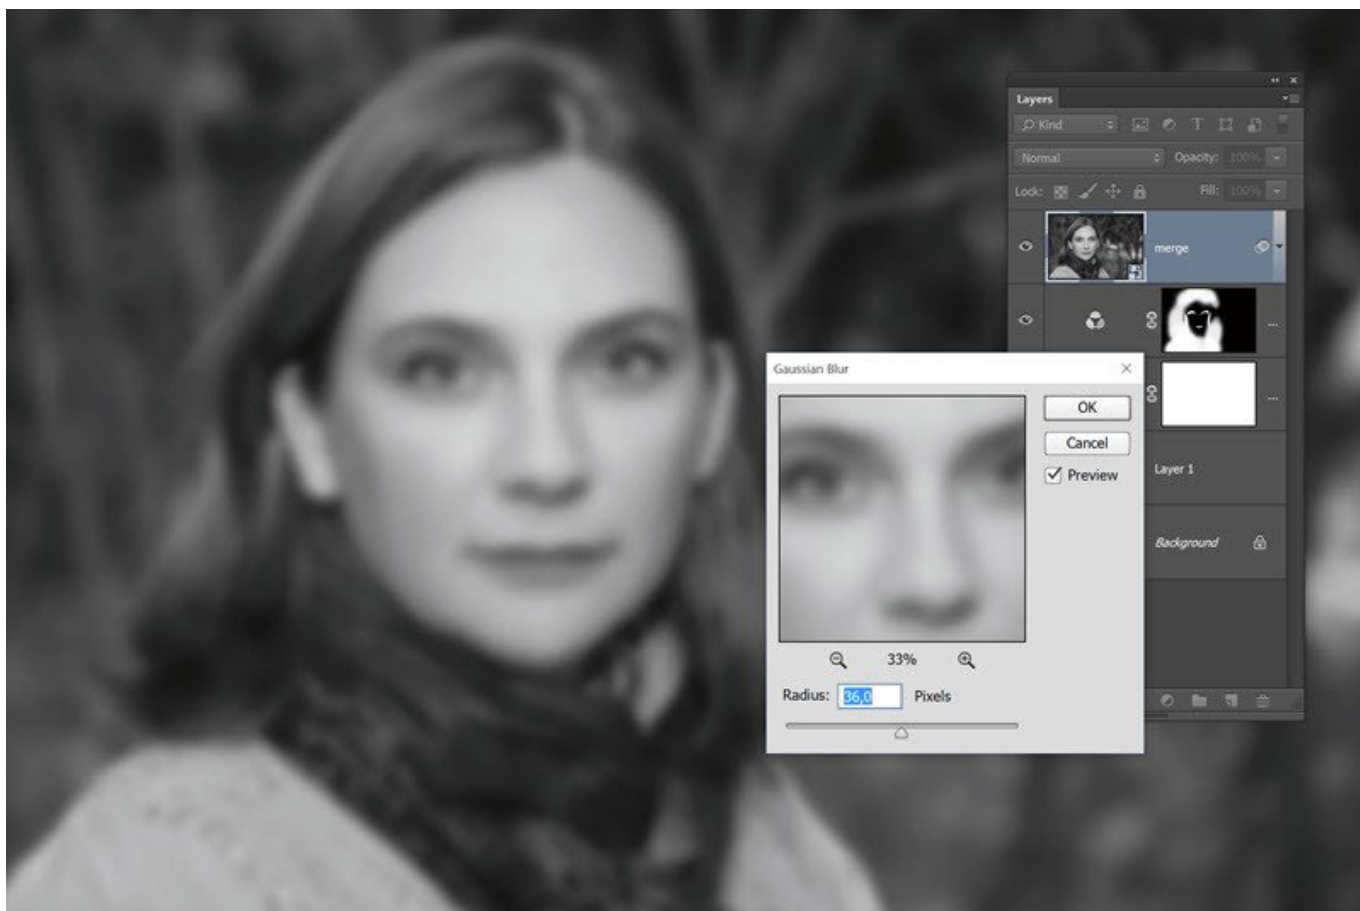 Layers
Kind
T
Normal
Opacity: 100%
Lock:
Fill: 100%
merge
...
Gaussian Blur
...
OK
Cancel
Preview
Layer 1
Background
33%
Radius: 36,0 Pixels